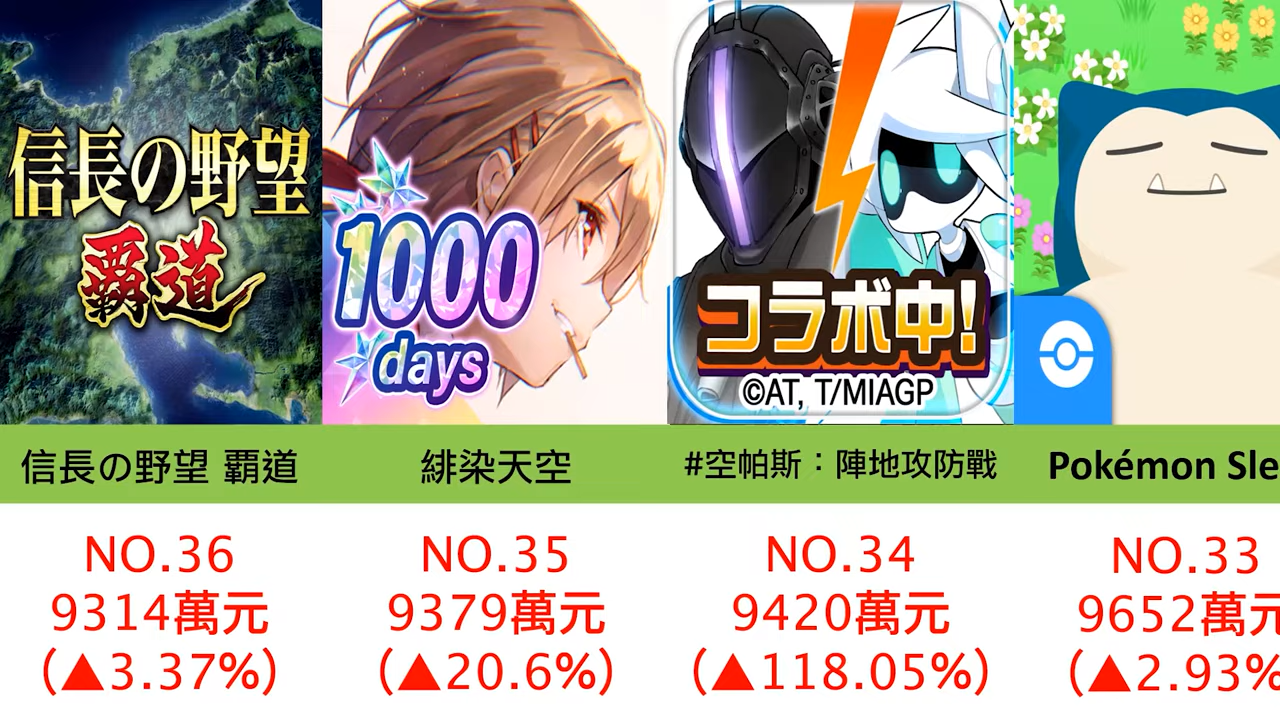 信長の野望
覇道
1000
days
コラボ中!
©AT, T/MIAGP
信長の野望 覇道
緋染天空
#空帕斯：陣地攻防戰
Pokémon Sle
NO.36
9314萬元
(▲3.37%)
NO.35
9379萬元
(▲20.6%)
NO.34
9420萬元
(▲118.05%)
NO.33
9652萬元
(▲2.93%